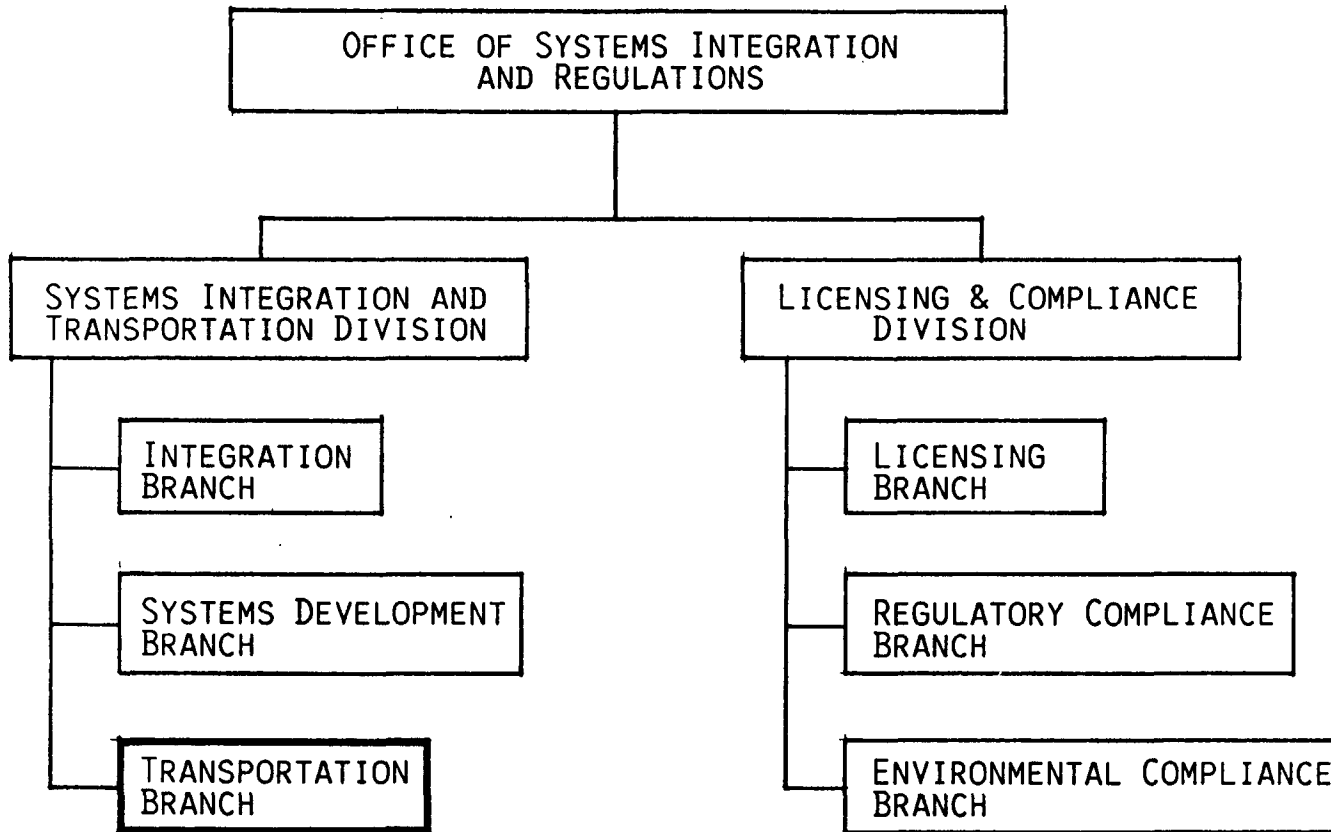 OFFICE OF SYSTEMS INTEGRATION
AND REGULATIONS
SYSTEMS INTEGRATION AND
TRANSPORTATION DIVISION
LICENSING & COMPLIANCE
DIVISION
INTEGRATION
BRANCH
LICENSING
BRANCH
SYSTEMS DEVELOPMENT
BRANCH
REGULATORY COMPLIANCE
BRANCH
TRANSPORTATION
BRANCH
ENVIRONMENTAL COMPLIANCE
BRANCH